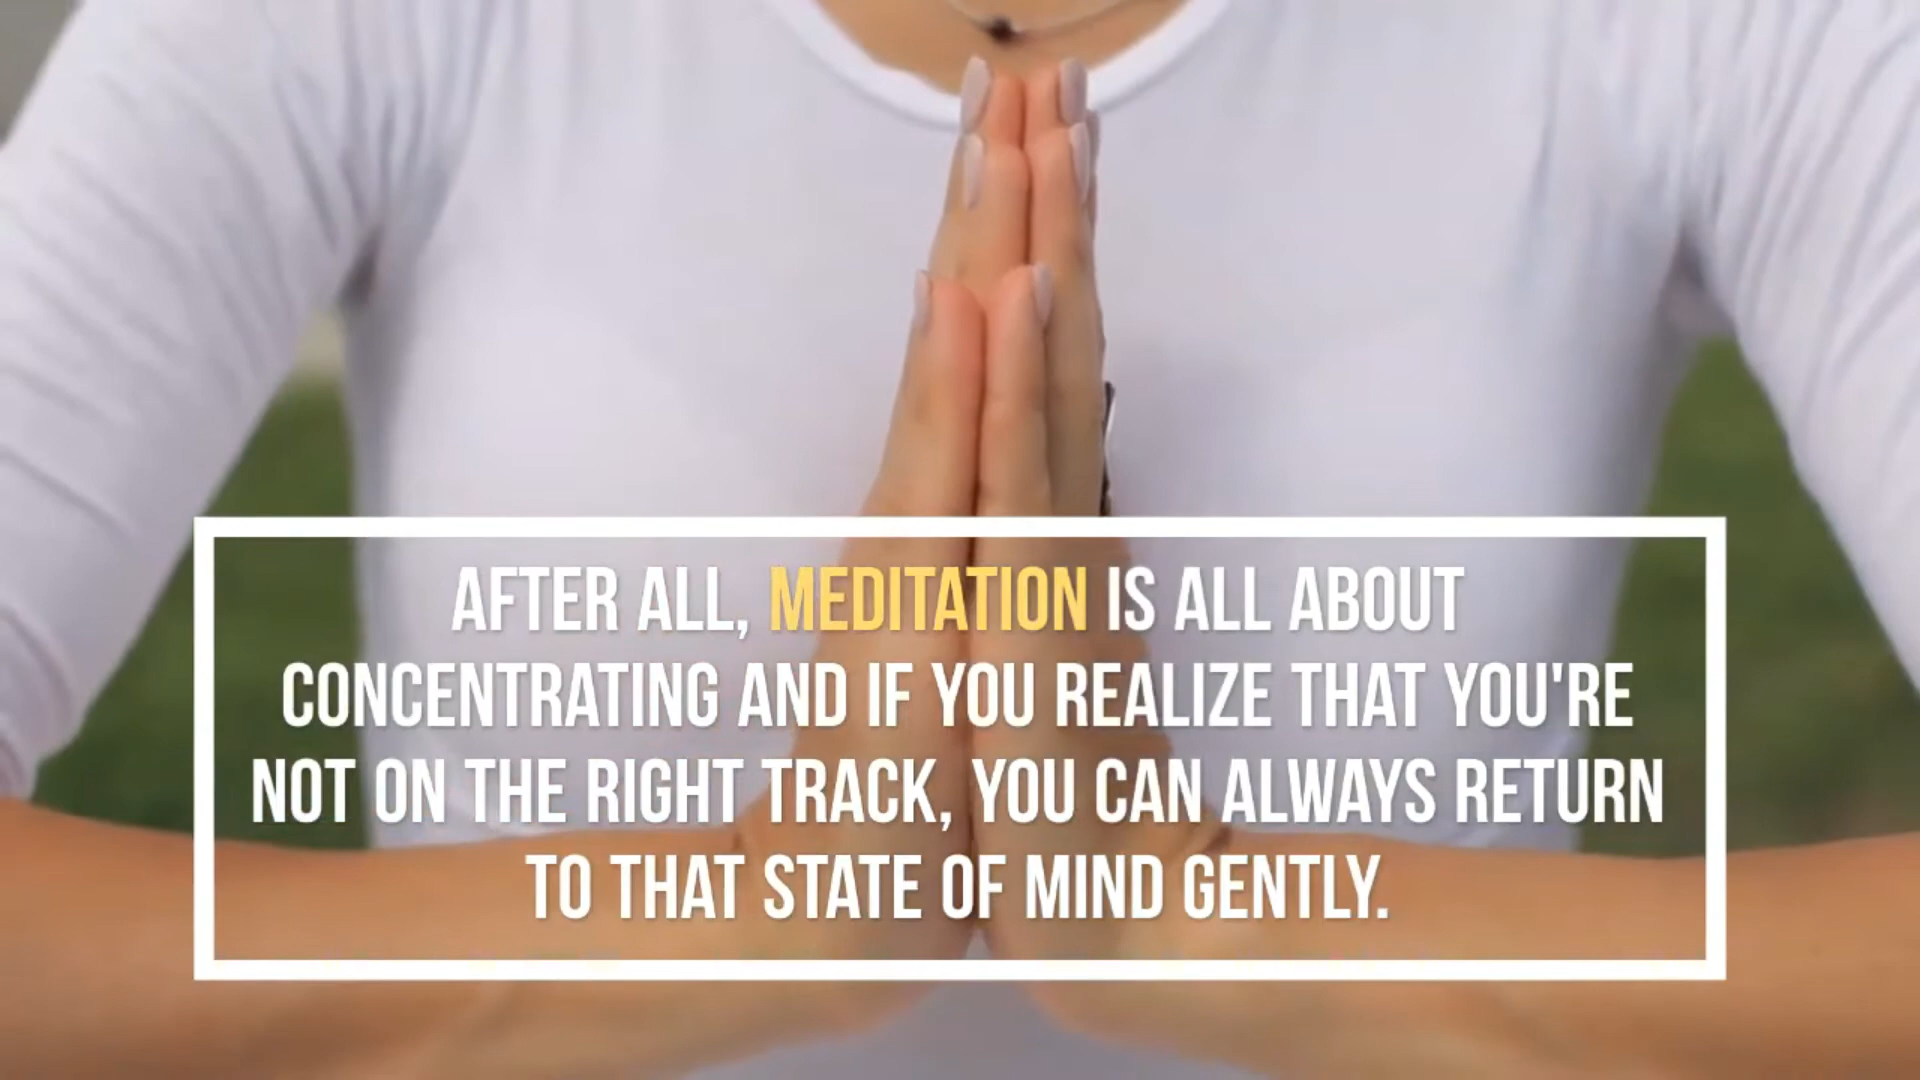 AFTER ALL, MEDITATION IS ALL ABOUT
CONCENTRATING AND IF YOU REALIZE THAT YOU'RE
NOT ON THE RIGHT TRACK, YOU CAN ALWAYS RETURN
TO THAT STATE OF MIND GENTLY.